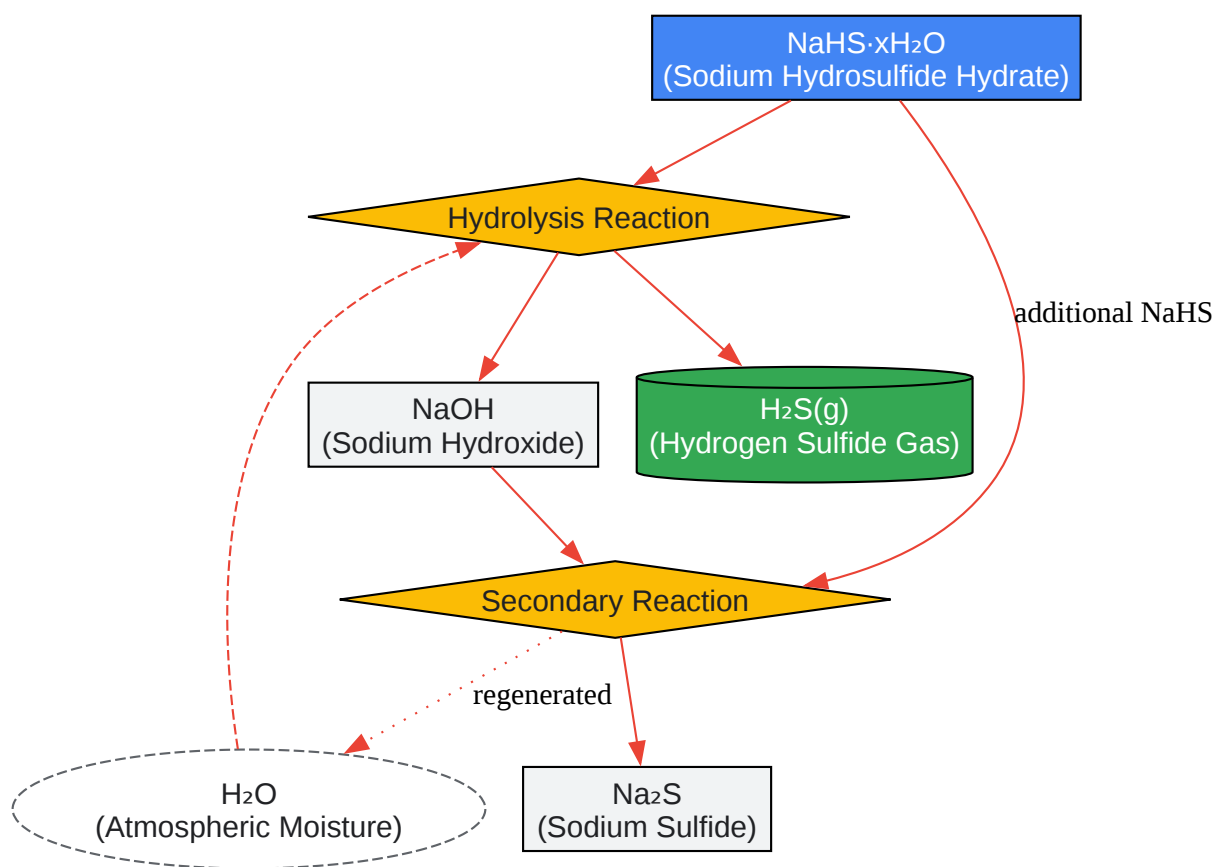 NaHS·xH₂O
(Sodium Hydrosulfide Hydrate)
Hydrolysis Reaction
additional NaHS
NaOH
(Sodium Hydroxide)
H₂S(g)
(Hydrogen Sulfide Gas)
Secondary Reaction
regenerated
H₂O
(Atmospheric Moisture)
Na₂S
(Sodium Sulfide)